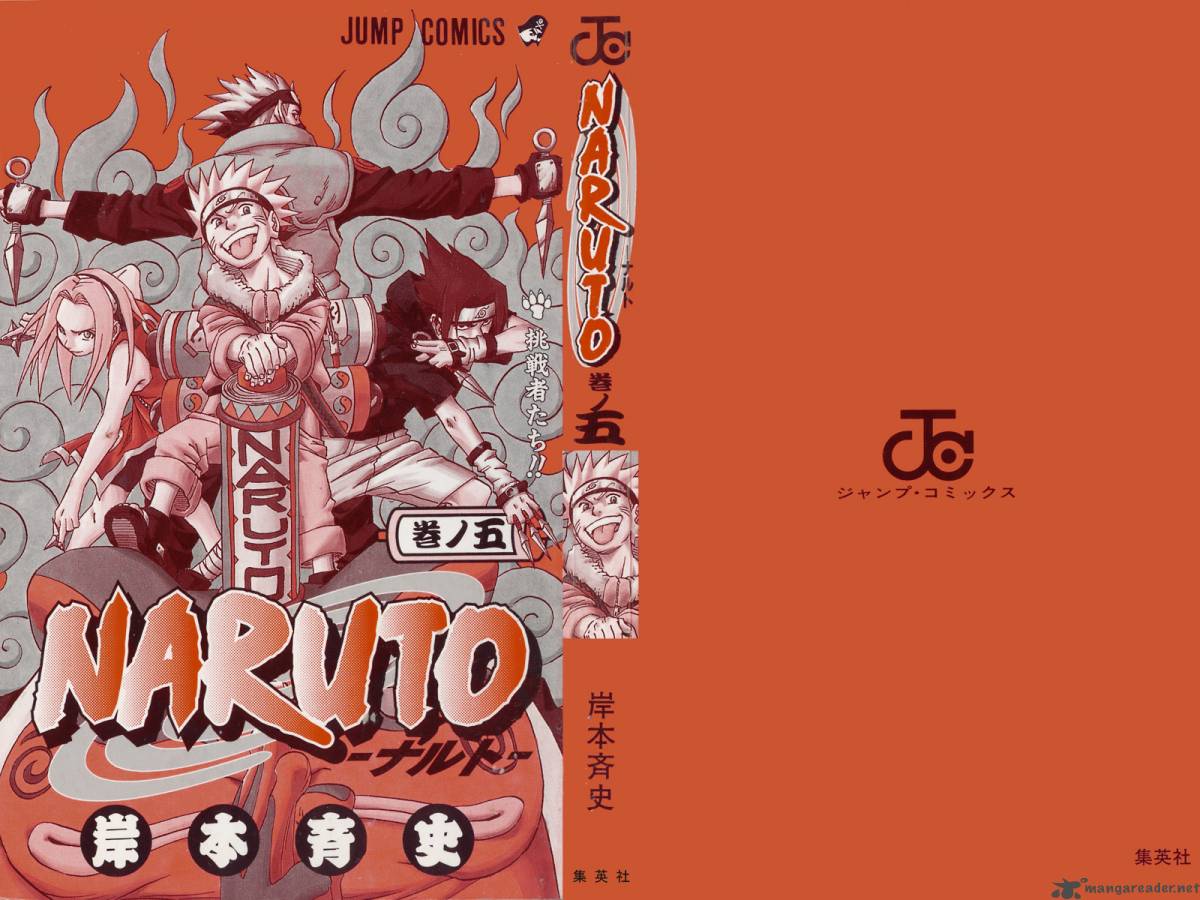 JUMP COMICS
挑戦者たち!!
NARUTO
巻ノ五
NARUTO
-ナルト-
岸本斉史
JC
NARUTO
ナルト
巻ノ五
岸本斉史
集英社
JC
ジャンプ・コミックス
集英社
mangareader.net